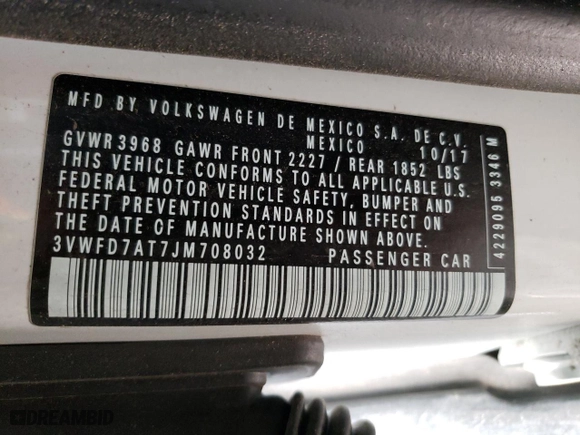 MFD BY VOLKSWAGEN DE MEXICO S.A. DE C.V.
MEXICO 10/17
GVWR 3968 GAWR FRONT 2227 / REAR 1852 LBS
THIS VEHICLE CONFORMS TO ALL APPLICABLE U.S.
FEDERAL MOTOR VEHICLE SAFETY, BUMPER AND
THEFT PREVENTION STANDARDS IN EFFECT ON
THE DATE OF MANUFACTURE SHOWN ABOVE.
3VWFD7AT7JM708032 PASSENGER CAR
4229095 3346 M
DREAMBID